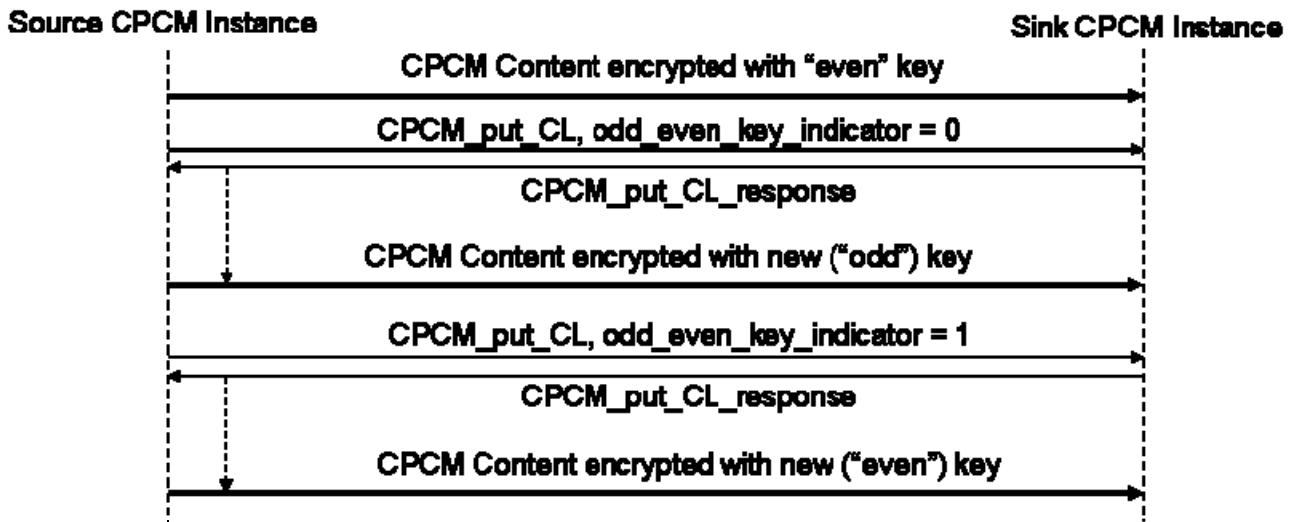 Source CPCM Instance
Sink CPCM Instance
CPCM Content encrypted with “even” key
CPCM_put_CL, odd_even_key_indicator = 0
CPCM_put_CL_response
CPCM Content encrypted with new (“odd”) key
CPCM_put_CL, odd_even_key_indicator = 1
CPCM_put_CL_response
CPCM Content encrypted with new (“even”) key